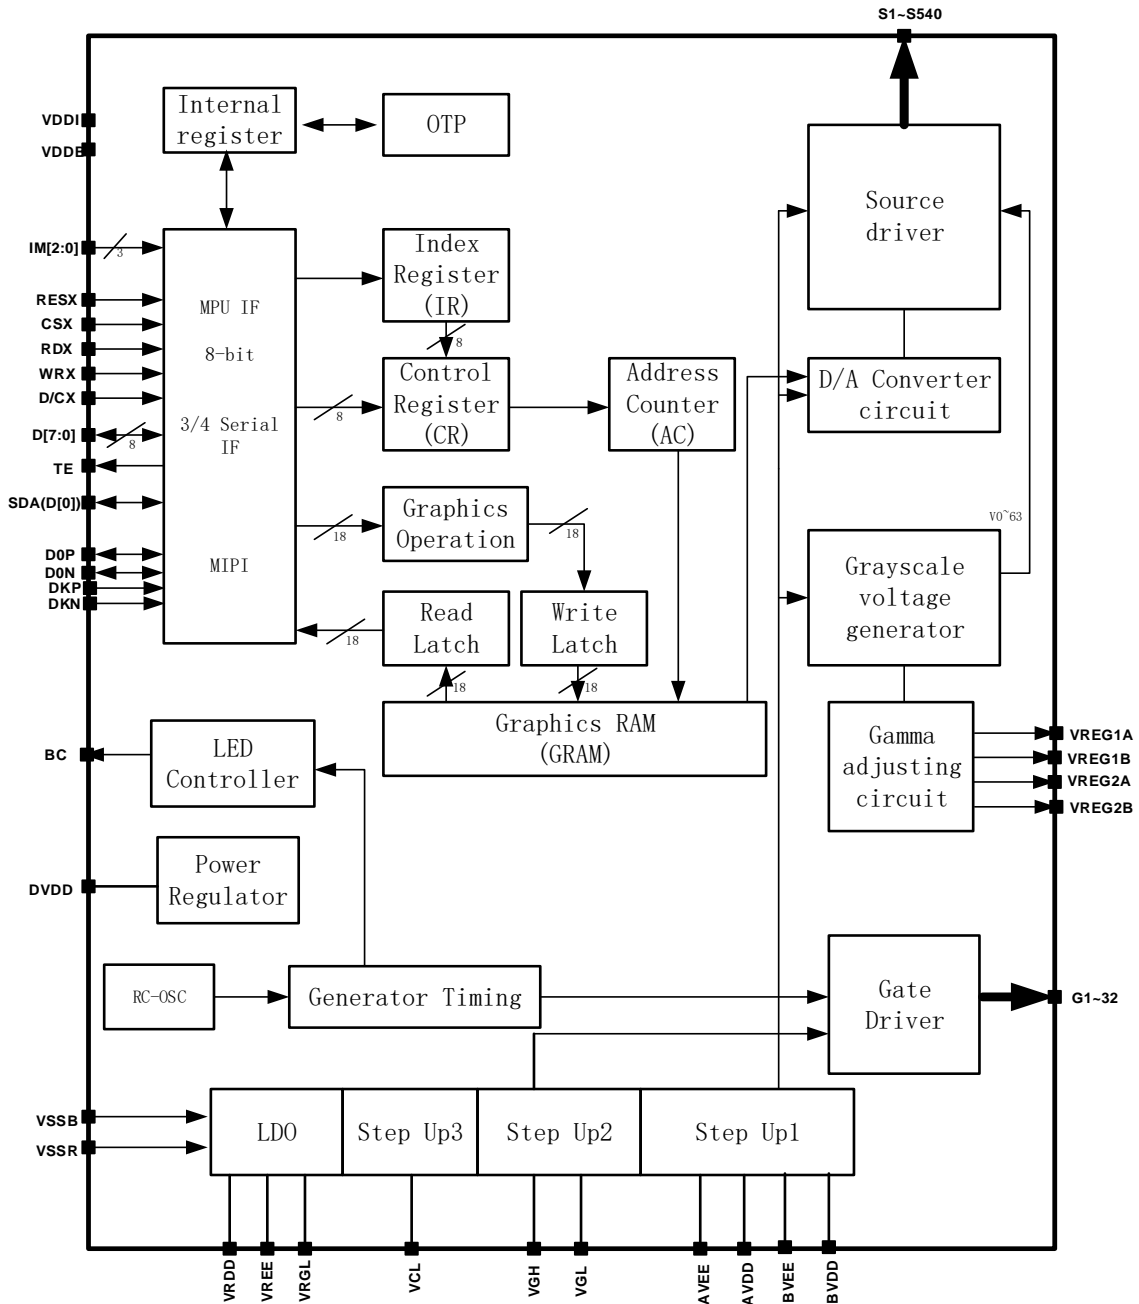 S1~S540
VDDI
VDDB
Internal
register
OTP
Source
driver
IM[2:0]
3
Index
Register
(IR)
RESX
CSX
RDX
WRX
D/CX
D[7:0]
8
TE
SDA(D[0])
D0P
D0N
DKP
DKN
MPU IF
8-bit
3/4 Serial
IF
MIPI
8
Control
Register
(CR)
8
Address
Counter
(AC)
D/A Converter
circuit
Graphics
Operation
18
18
V0~63
Grayscale
voltage
generator
Read
Latch
18
Write
Latch
18
18
Graphics RAM
(GRAM)
Gamma
adjusting
circuit
VREG1A
VREG1B
VREG2A
VREG2B
BC
LED
Controller
DVDD
Power
Regulator
RC-OSC
Generator Timing
Gate
Driver
G1~32
VSSB
VSSR
LDO
Step Up3
Step Up2
Step Up1
VRDD
VREE
VRGL
VCL
VGH
VGL
AVEE
AVDD
BVEE
BVDD